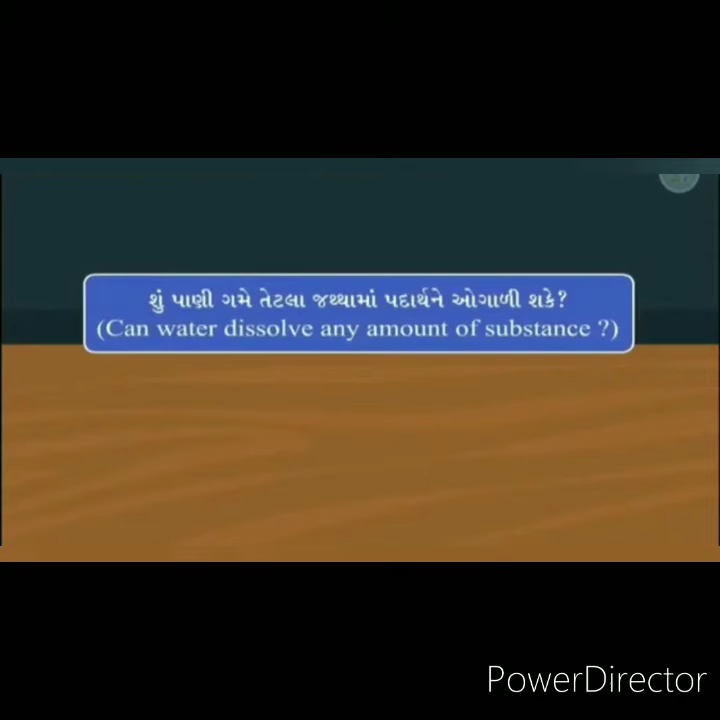 શું પાણી ગમે તેટલા જથ્થામાં પદાર્થને ઓગાળી શકે?
(Can water dissolve any amount of substance ?)
PowerDirector